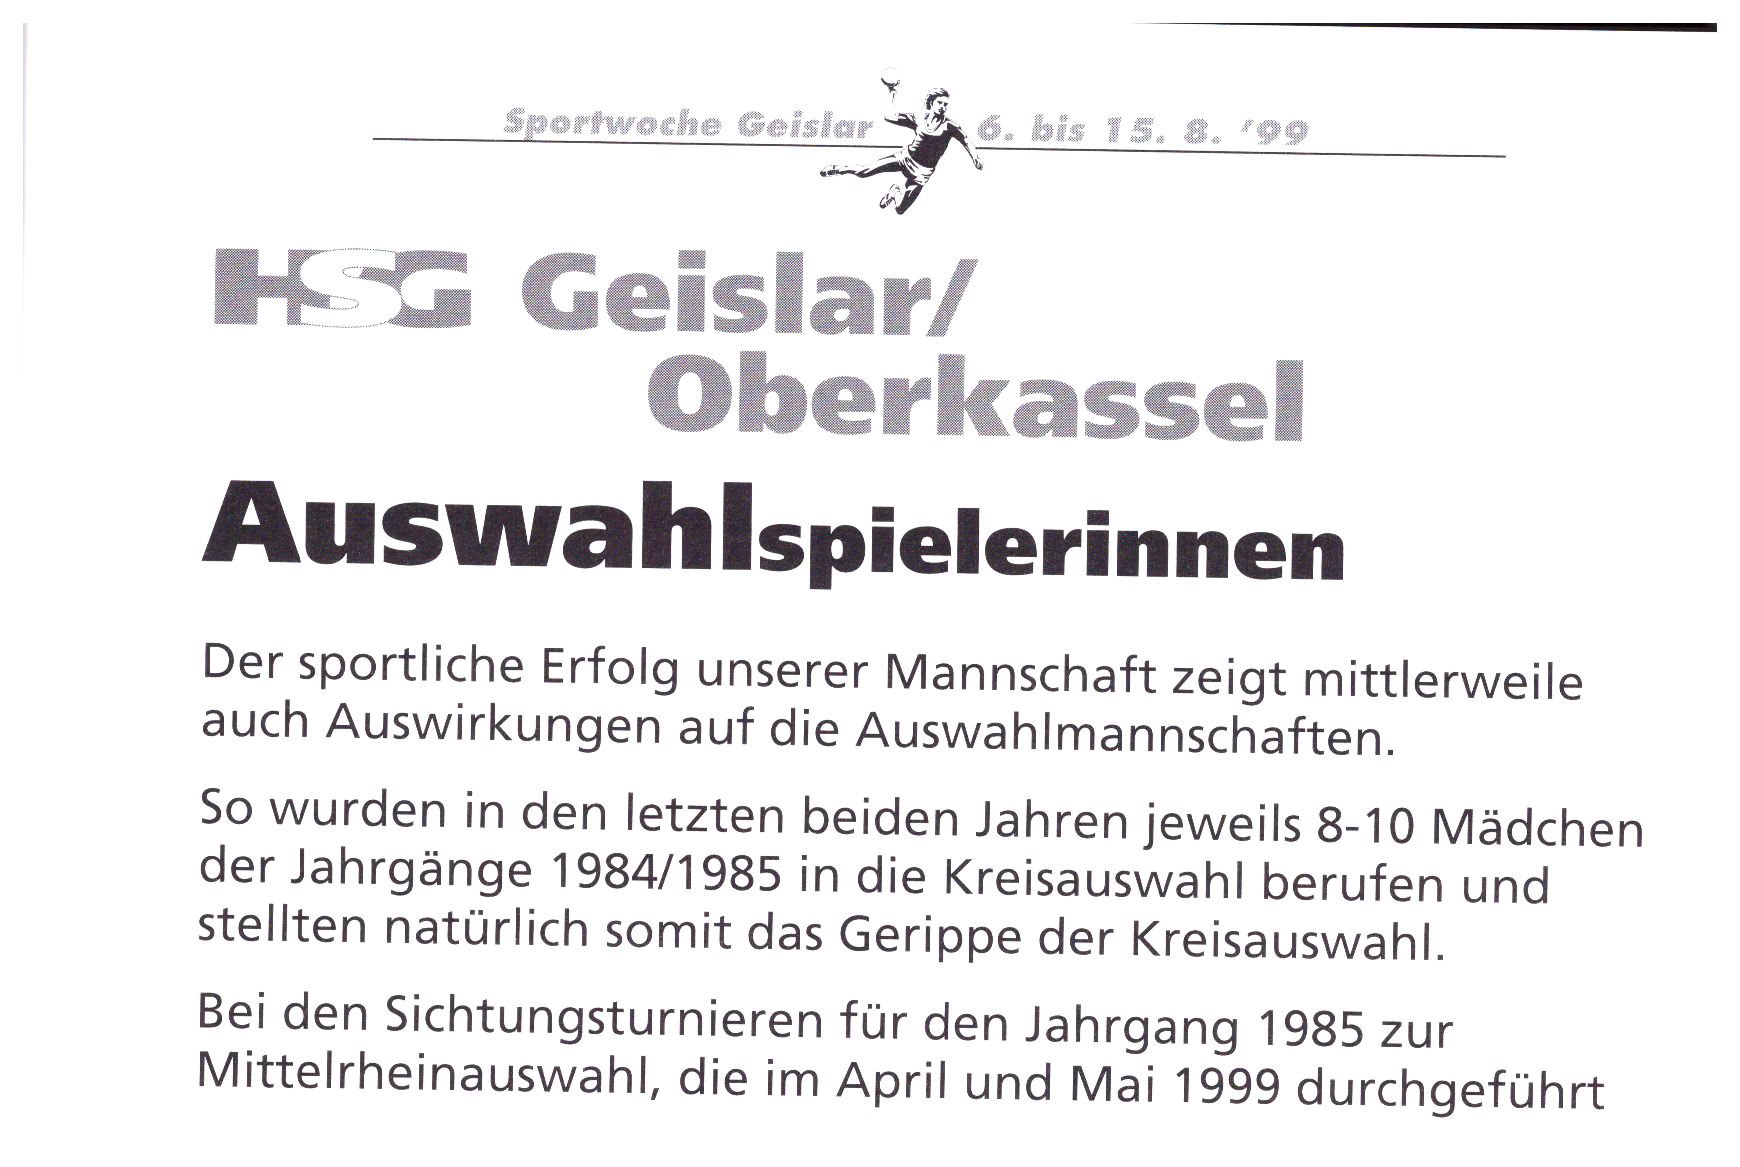 Sportwoche Geislar 6. bis 15. 8. '99
HSG Geislar/
Oberkassel
Auswahlspielerinnen
Der sportliche Erfolg unserer Mannschaft zeigt mittlerweile
auch Auswirkungen auf die Auswahlmannschaften.
So wurden in den letzten beiden Jahren jeweils 8-10 Mädchen
der Jahrgänge 1984/1985 in die Kreisauswahl berufen und
stellten natürlich somit das Gerippe der Kreisauswahl.
Bei den Sichtungsturnieren für den Jahrgang 1985 zur
Mittelrheinauswahl, die im April und Mai 1999 durchgeführt